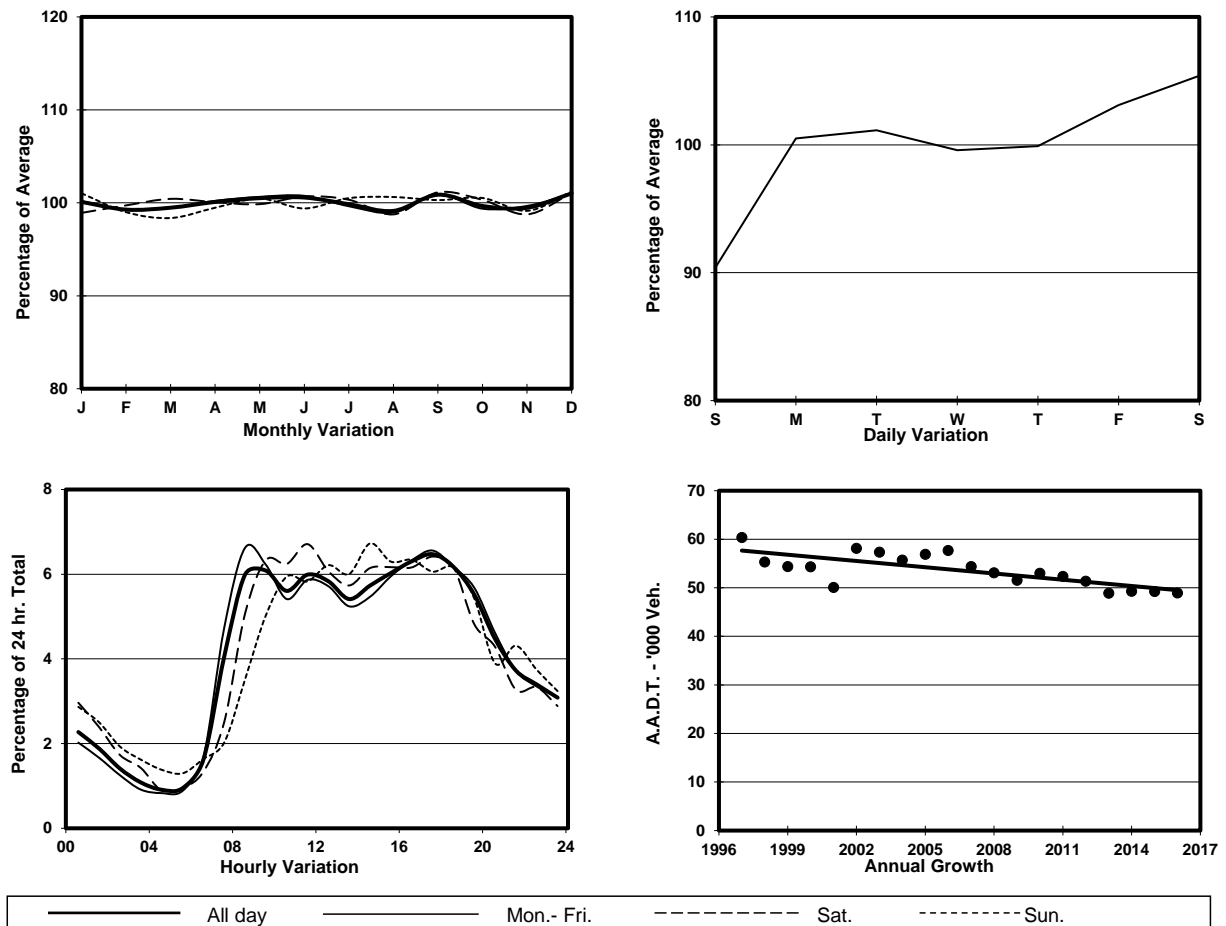 120
110
100
90
80
Percentage of Average
J F M A M J J A S O N D
Monthly Variation
110
100
90
80
Percentage of Average
S M T W T F S
Daily Variation
8
6
4
2
0
Percentage of 24 hr. Total
00 04 08 12 16 20 24
Hourly Variation
70
60
50
40
30
20
10
0
A.A.D.T. - '000 Veh.
1996 1999 2002 2005 2008 2011 2014 2017
Annual Growth
All day Mon.- Fri. Sat. Sun.